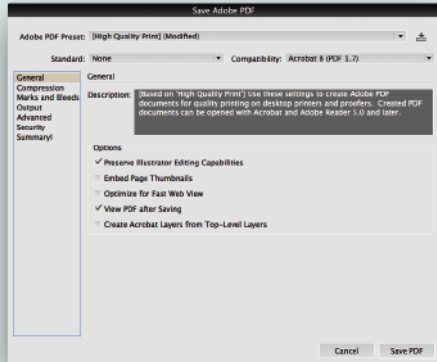 Save Adobe PDF
Adobe PDF Preset: [High Quality Print] (Modified)
Standard: None
Compatibility: Acrobat 8 (PDF 1.7)
General
Compression
Marks and Bleeds
Output
Advanced
Security
Summaryl
General
Description: [Based on 'High Quality Print'] Use these settings to create Adobe PDF
documents for quality printing on desktop printers and proofers. Created PDF
documents can be opened with Acrobat and Adobe Reader 5.0 and later.
Options
Preserve Illustrator Editing Capabilities
Embed Page Thumbnails
Optimize for Fast Web View
View PDF after Saving
Create Acrobat Layers from Top-Level Layers
Cancel
Save PDF